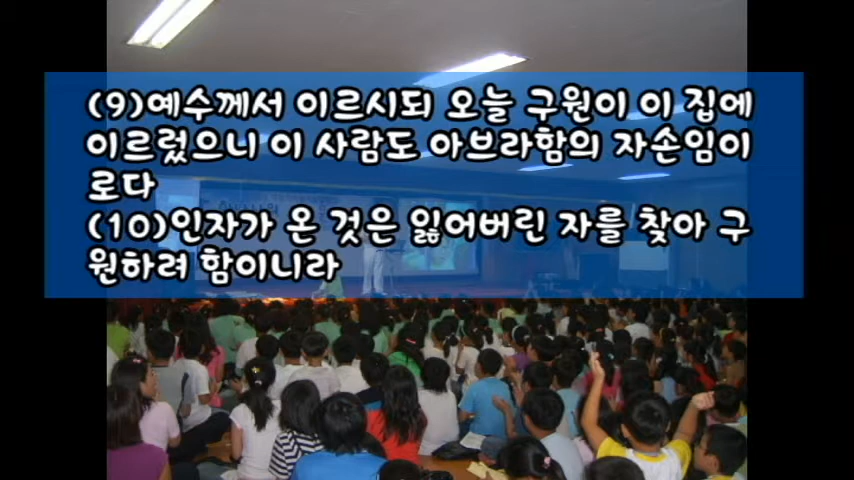 (9)예수께서 이르시되 오늘 구원이 이 집에
이르렀으니 이 사람도 아브라함의 자손임이
로다
(10)인자가 온 것은 잃어버린 자를 찾아 구
원하려 함이니라